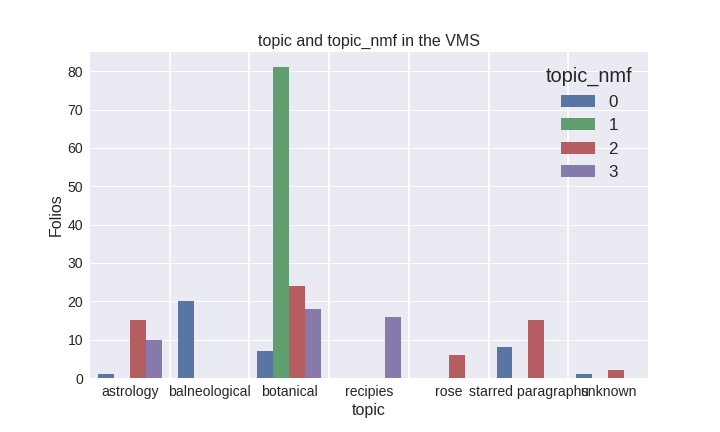 topic and topic_nmf in the VMS
topic_nmf
0
1
2
3
80
70
60
50
40
30
20
10
0
Folios
astrology balneological botanical recipies rose starred paragraphs unknown
topic